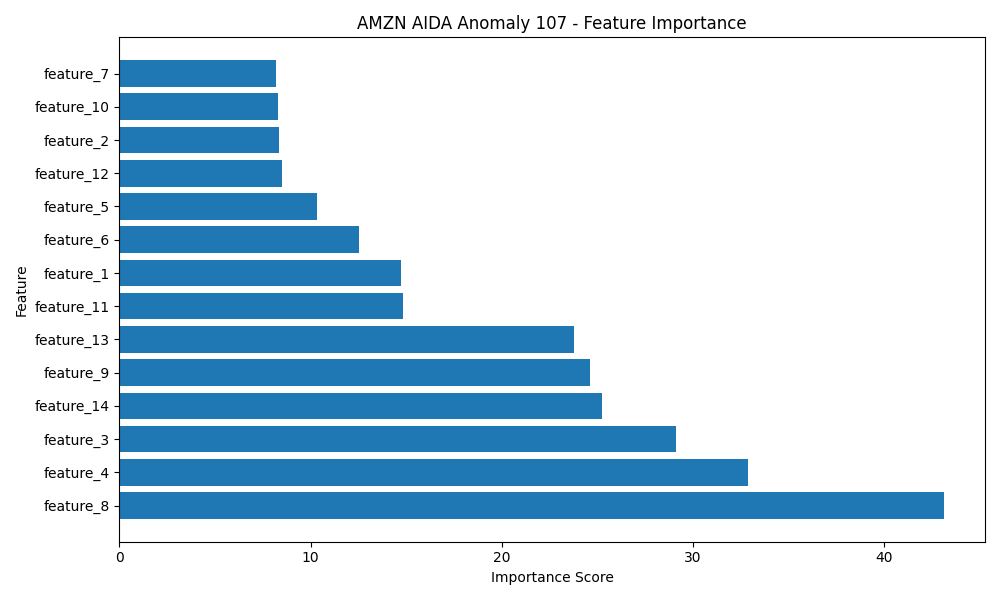 AMZN AIDA Anomaly 107 - Feature Importance
feature_7
feature_10
feature_2
feature_12
feature_5
feature_6
feature_1
feature_11
feature_13
feature_9
feature_14
feature_3
feature_4
feature_8
Feature
0 10 20 30 40
Importance Score